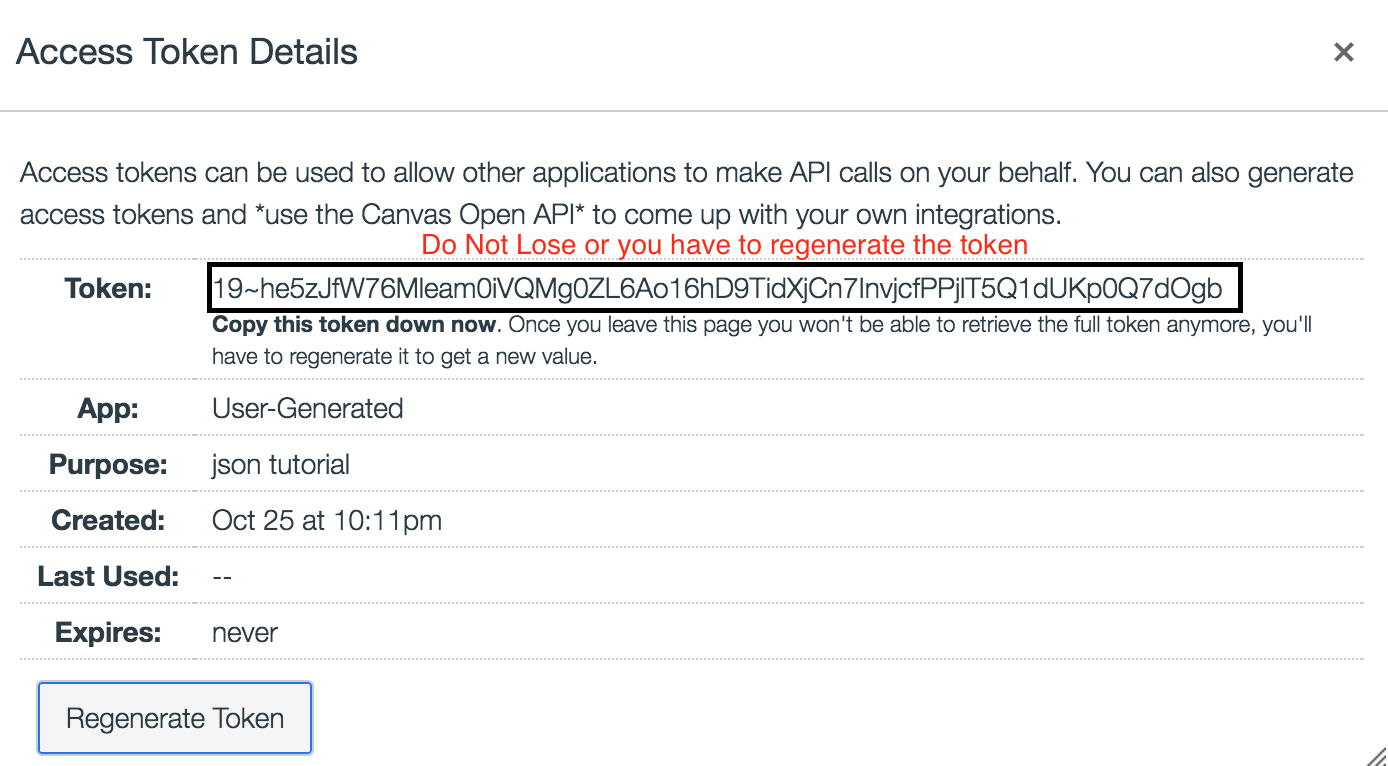 Access Token Details
×
Access tokens can be used to allow other applications to make API calls on your behalf. You can also generate
access tokens and *use the Canvas Open API* to come up with your own integrations.
Do Not Lose or you have to regenerate the token
Token:
Copy this token down now. Once you leave this page you won't be able to retrieve the full token anymore, you'll
have to regenerate it to get a new value.
App: User-Generated
Purpose: json tutorial
Created: Oct 25 at 10:11pm
Last Used: --
Expires: never
Regenerate Token